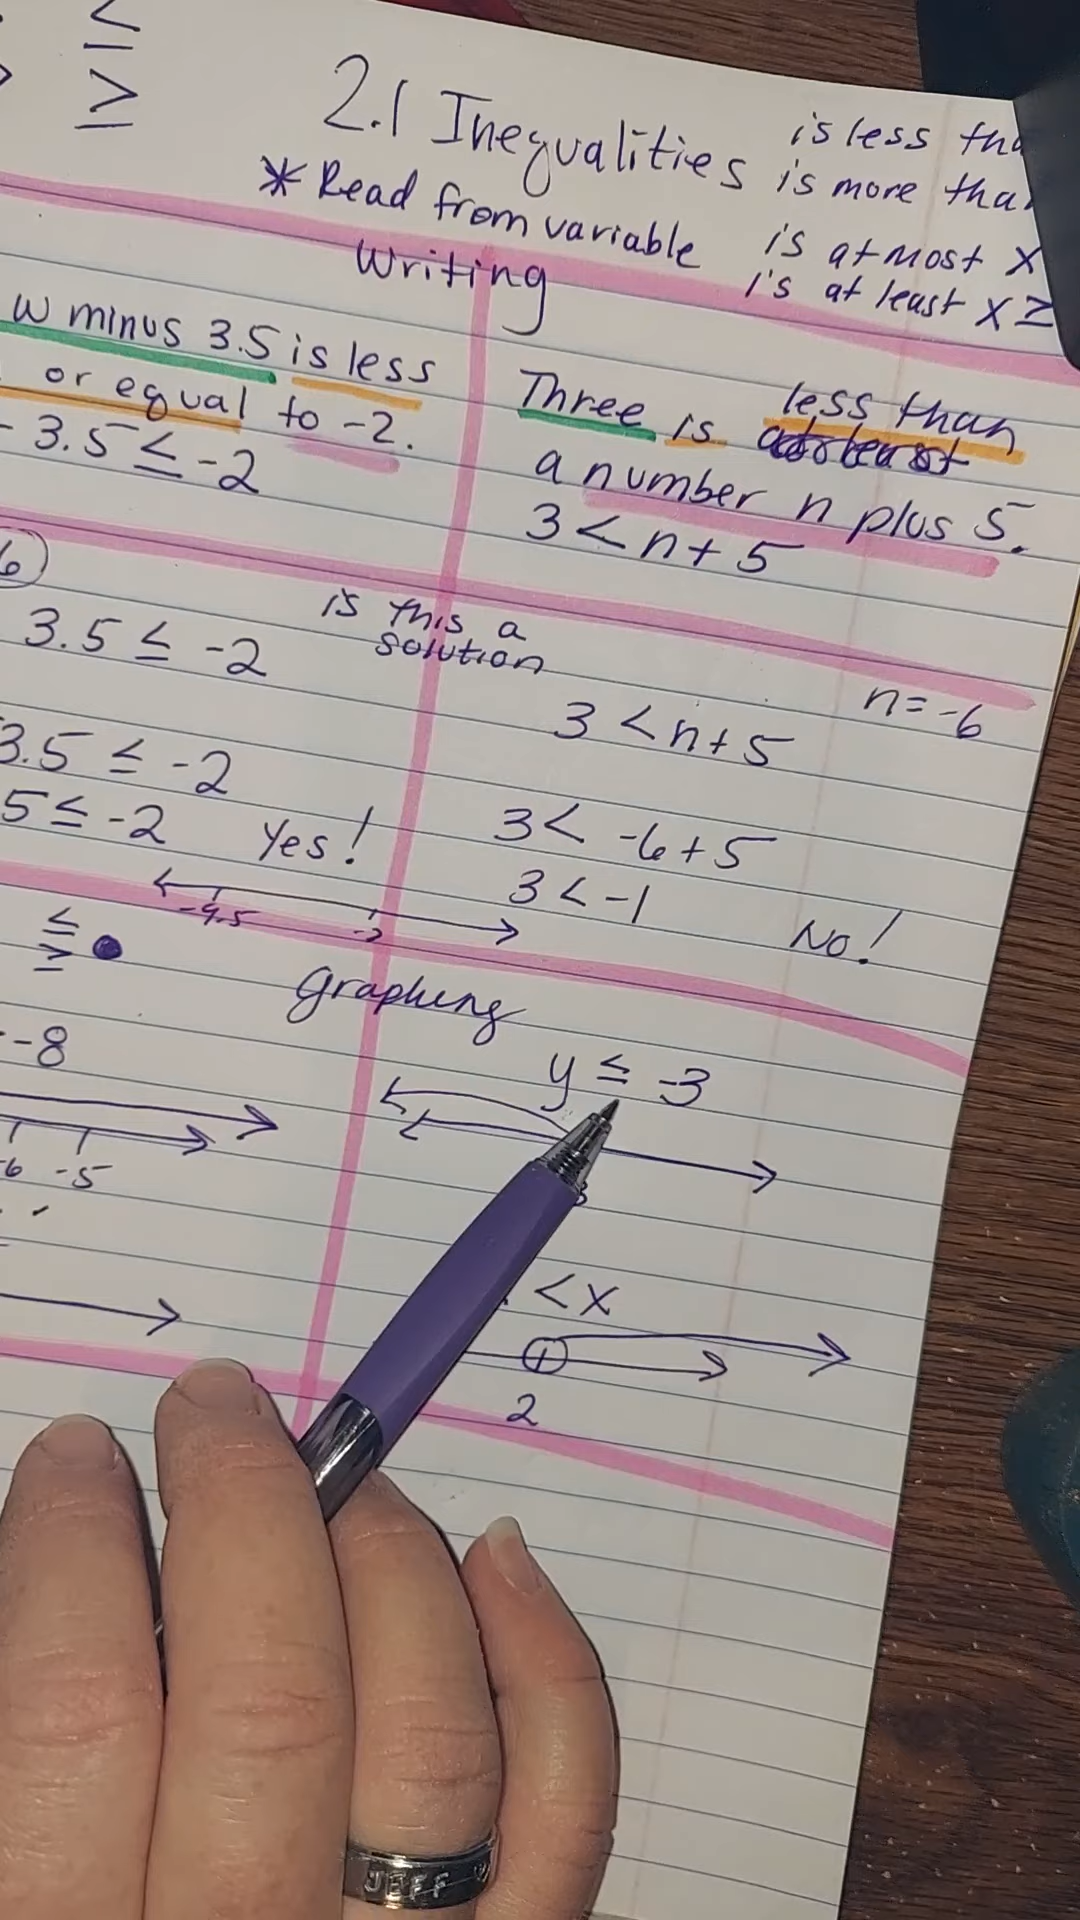 ≤
≥
2.1 Inequalities
* Read from variable
is less
is more
is at most x
is at least x ≥
Writing
w minus 3.5 is less
or equal to -2.
- 3.5 ≤ -2
Three is less than
a number n plus 5.
3 < n + 5
is this a
solution
3.5 ≤ -2
3.5 ≤ -2
5 ≤ -2 Yes!
-9.5 -2
n = -6
3 < n + 5
3 < -6 + 5
3 < -1
No!
≤
≥ •
Graphing
-8
-6 -5
y ≤ -3
< x
2
JEFF